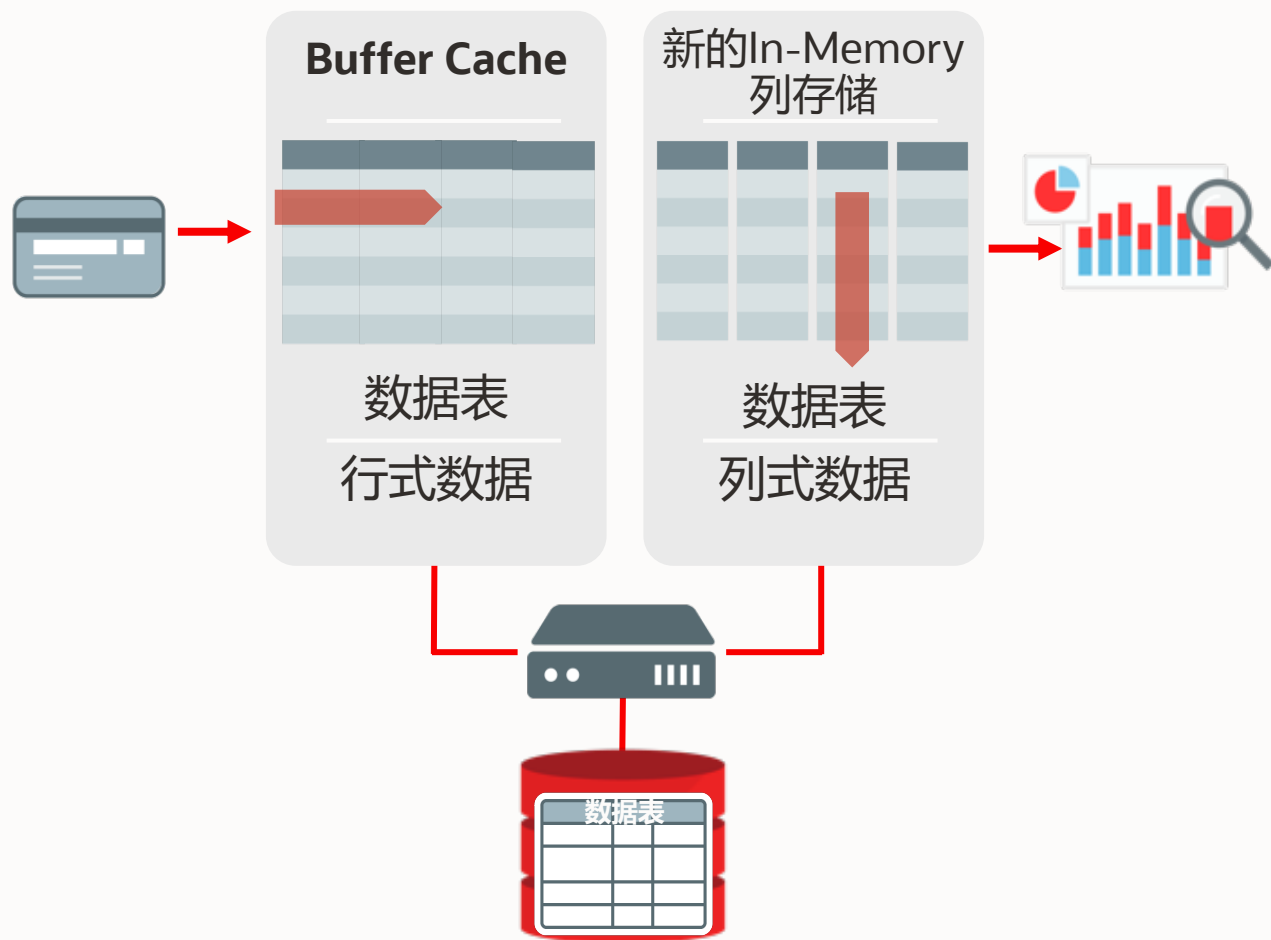 Buffer Cache
数据表
行式数据
新的In-Memory
列存储
数据表
列式数据
数据表